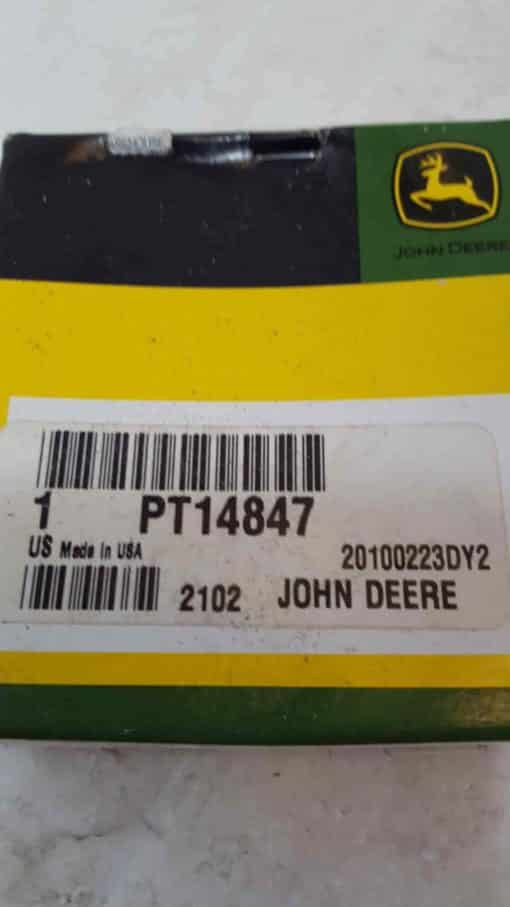 JOHN DEERE
1 PT14847
US Made in USA
20100223DY2
2102 JOHN DEERE